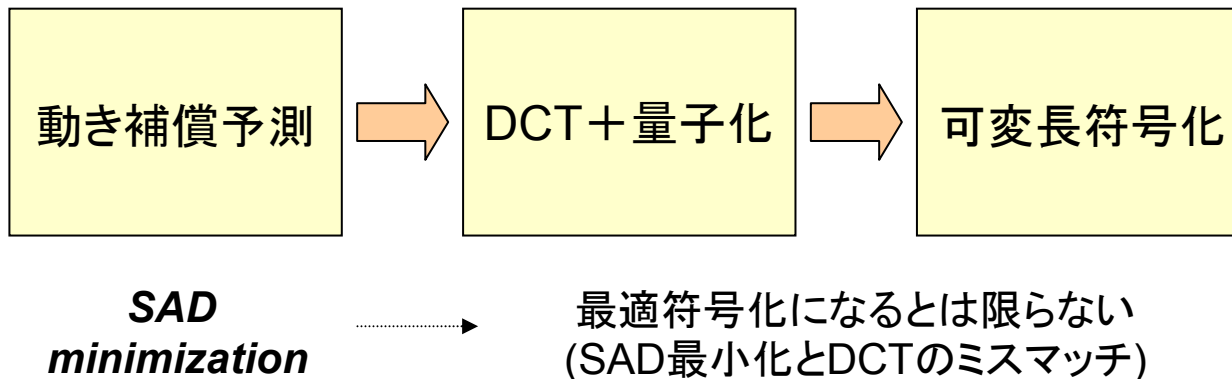 動き補償予測
DCT＋量子化
可変長符号化
SAD
minimization
最適符号化になるとは限らない
(SAD最小化とDCTのミスマッチ)